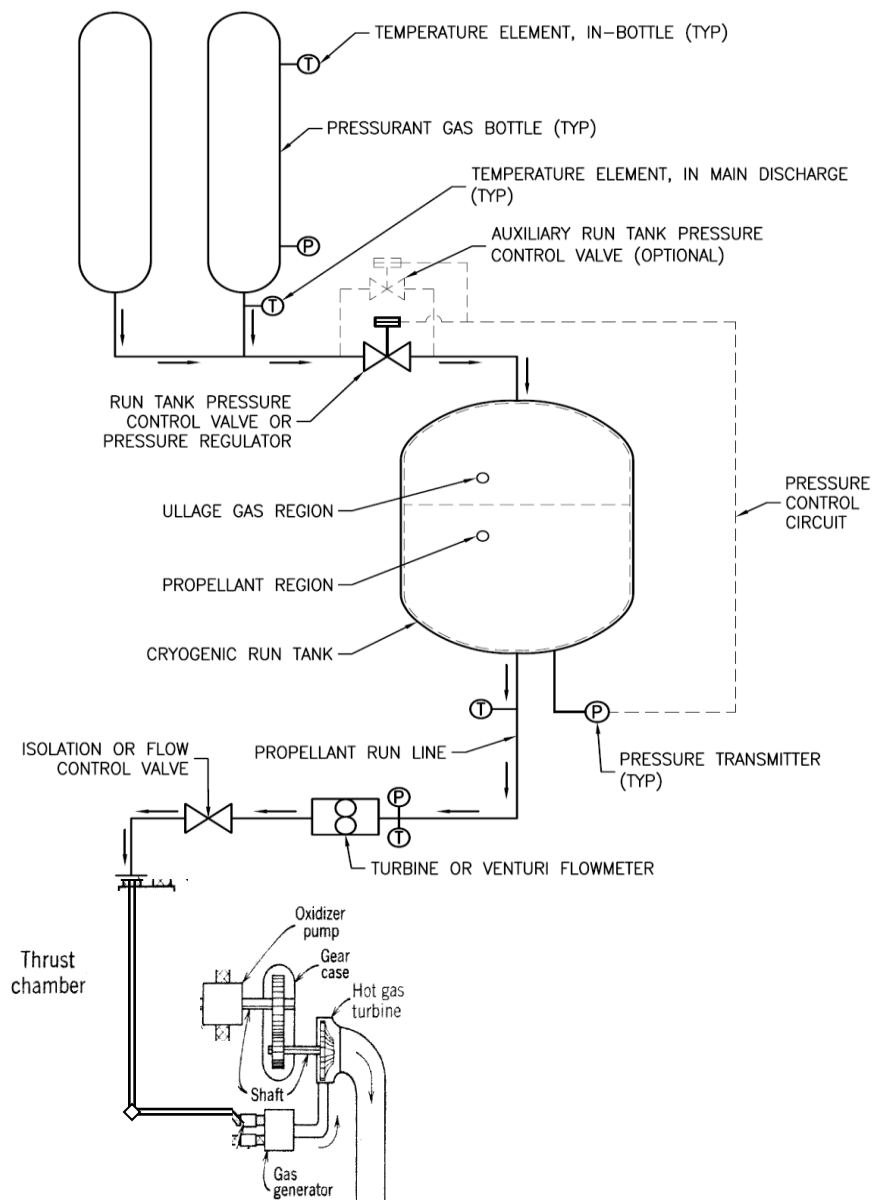 TEMPERATURE ELEMENT, IN-BOTTLE (TYP)
T
PRESSURANT GAS BOTTLE (TYP)
TEMPERATURE ELEMENT, IN MAIN DISCHARGE
(TYP)
P
AUXILIARY RUN TANK PRESSURE
CONTROL VALVE (OPTIONAL)
T
RUN TANK PRESSURE
CONTROL VALVE OR
PRESSURE REGULATOR
ULLAGE GAS REGION
PRESSURE
CONTROL
CIRCUIT
PROPELLANT REGION
CRYOGENIC RUN TANK
T
P
ISOLATION OR FLOW
CONTROL VALVE
PROPELLANT RUN LINE
PRESSURE TRANSMITTER
(TYP)
P
T
TURBINE OR VENTURI FLOWMETER
Oxidizer
pump
Gear
case
Thrust
chamber
Hot gas
turbine
Shaft
Gas
generator